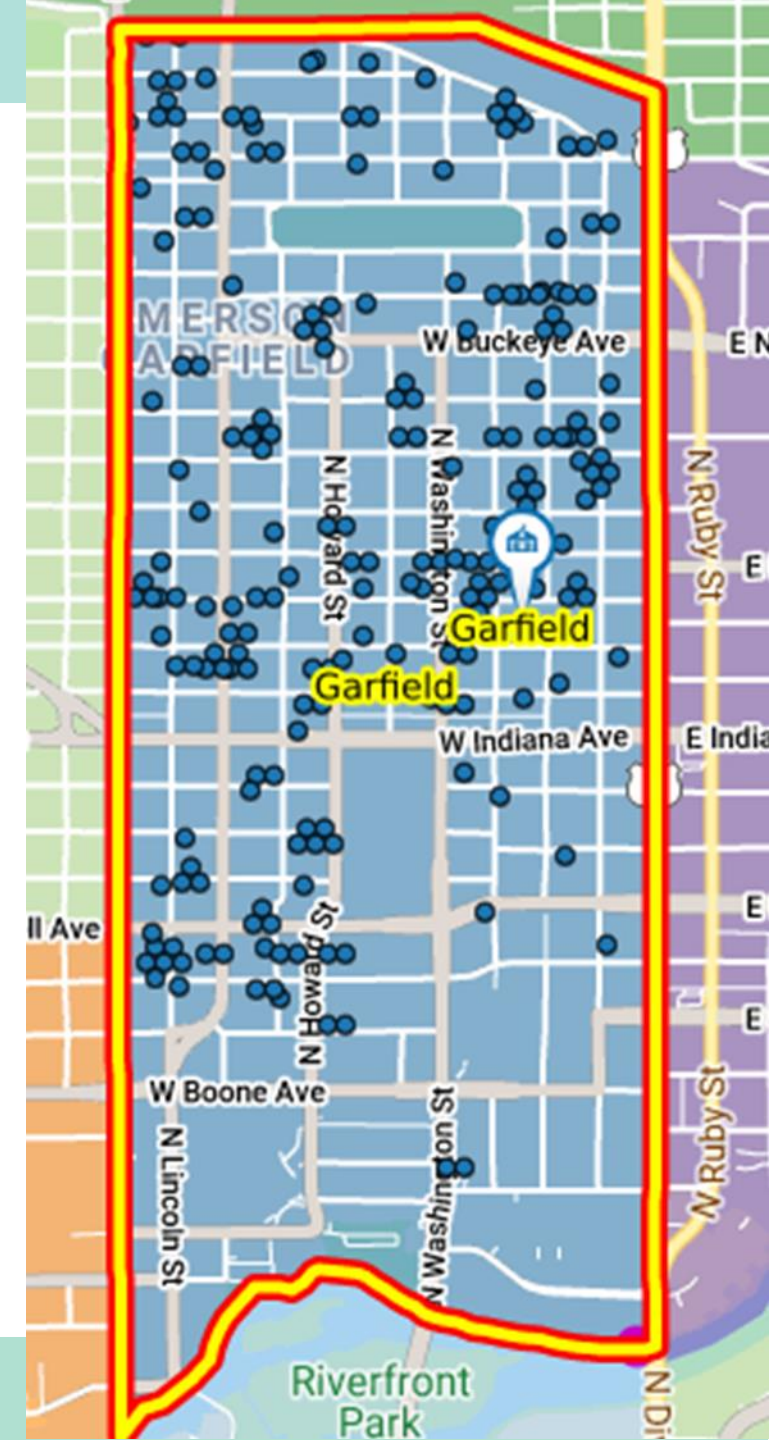 MERSON
GARFIELD
W Buckeye Ave
E N
N Washington St
N Howard St
N Ruby St
E
Garfield
Garfield
W Indiana Ave
E India
E
ll Ave
N Howard St
E
W Boone Ave
N Lincoln St
N Washington St
N Ruby St
Riverfront
Park
N Di